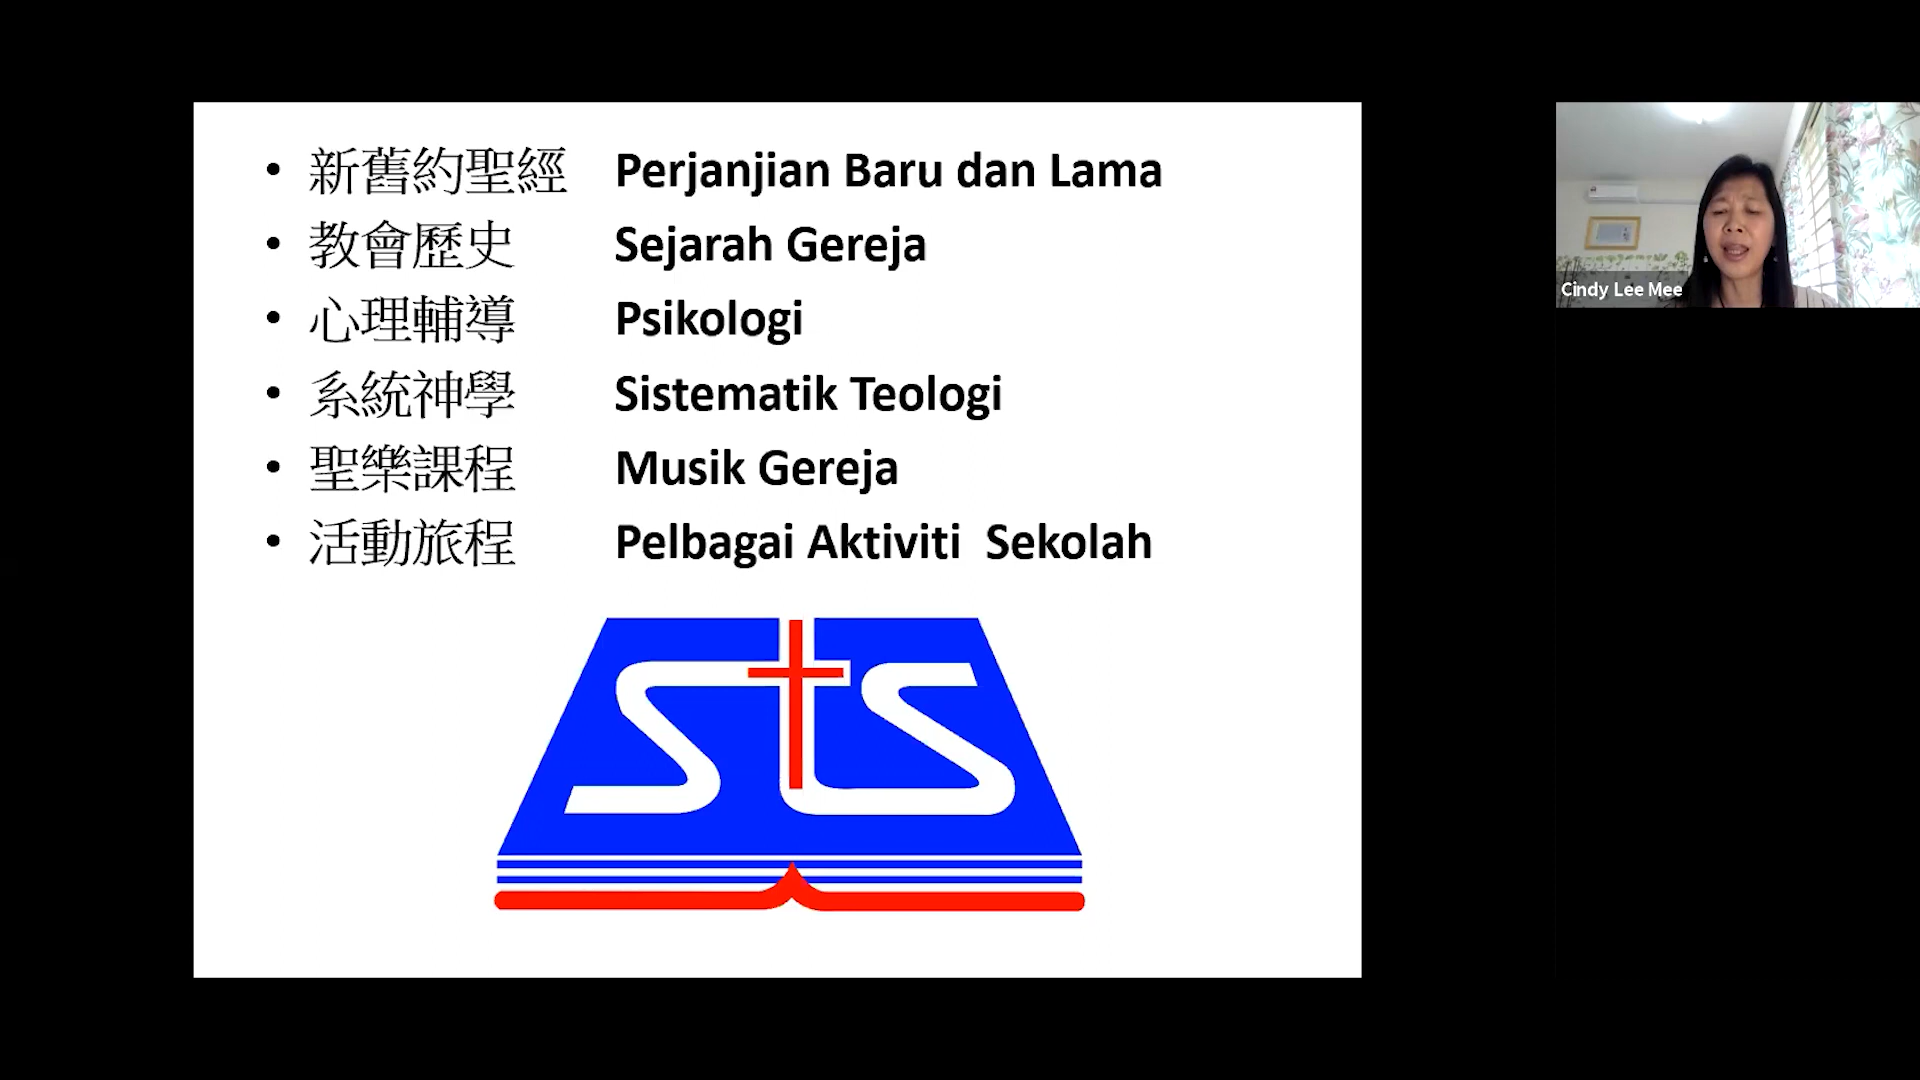 • 新舊約聖經 Perjanjian Baru dan Lama
• 教會歷史 Sejarah Gereja
• 心理輔導 Psikologi
• 系統神學 Sistematik Teologi
• 聖樂課程 Musik Gereja
• 活動旅程 Pelbagai Aktiviti Sekolah
sts
Cindy Lee Mee